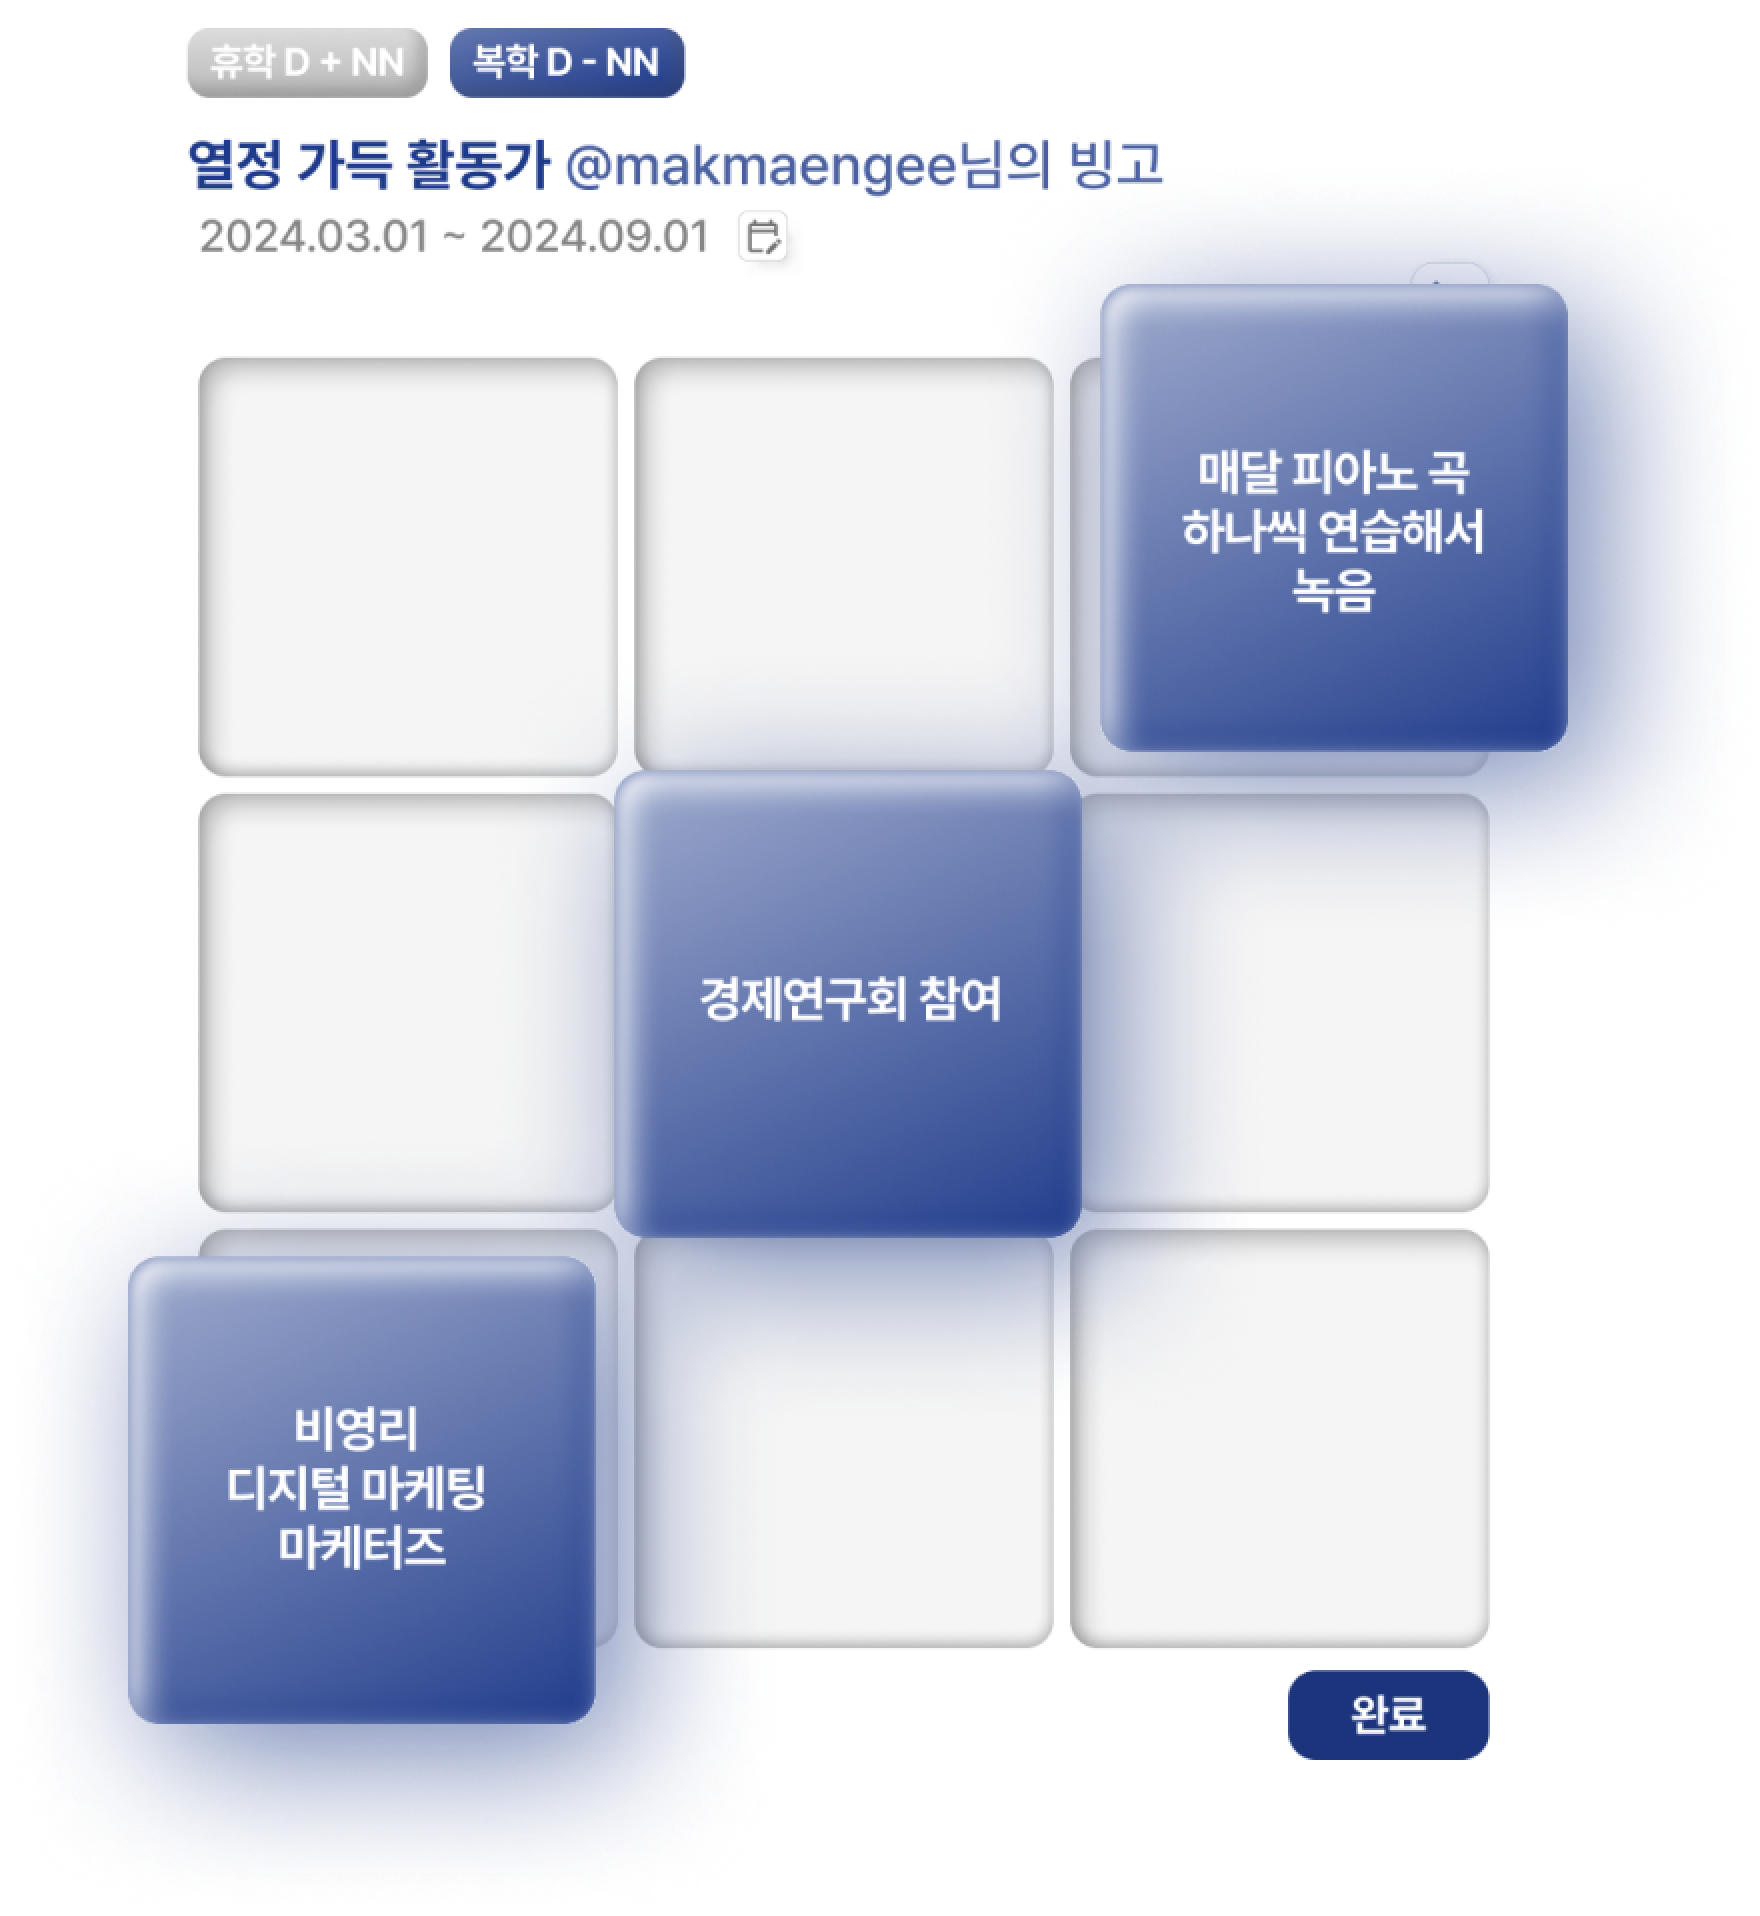 휴학 D + NN
복학 D - NN
열정 가득 활동가 @makmaengee님의 빙고
2024.03.01 ~ 2024.09.01
매달 피아노 곡
하나씩 연습해서
녹음
경제연구회 참여
비영리
디지털 마케팅
마케터즈
완료